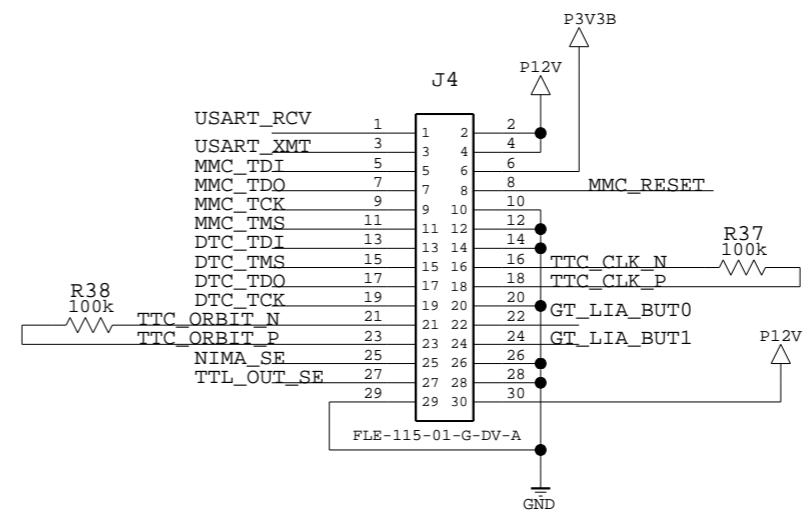 P3V3B
P12V
J4
USART_RCV 1 1 2 2
USART_XMT 3 3 4 4
MMC_TDI 5 5 6 6
MMC_TDO 7 7 8 8 MMC_RESET
MMC_TCK 9 9 10 10
MMC_TMS 11 11 12 12
DTC_TDI 13 13 14 14
R37
100k
DTC_TMS 15 15 16 16 TTC_CLK_N
DTC_TDO 17 17 18 18 TTC_CLK_P
R38
100k
DTC_TCK 19 19 20 20
TTC_ORBIT_N 21 21 22 22 GT_LIA_BUT0
TTC_ORBIT_P 23 23 24 24 GT_LIA_BUT1
P12V
NIMA_SE 25 25 26 26
TTL_OUT_SE 27 27 28 28
29 29 30 30
FLE-115-01-G-DV-A
GND